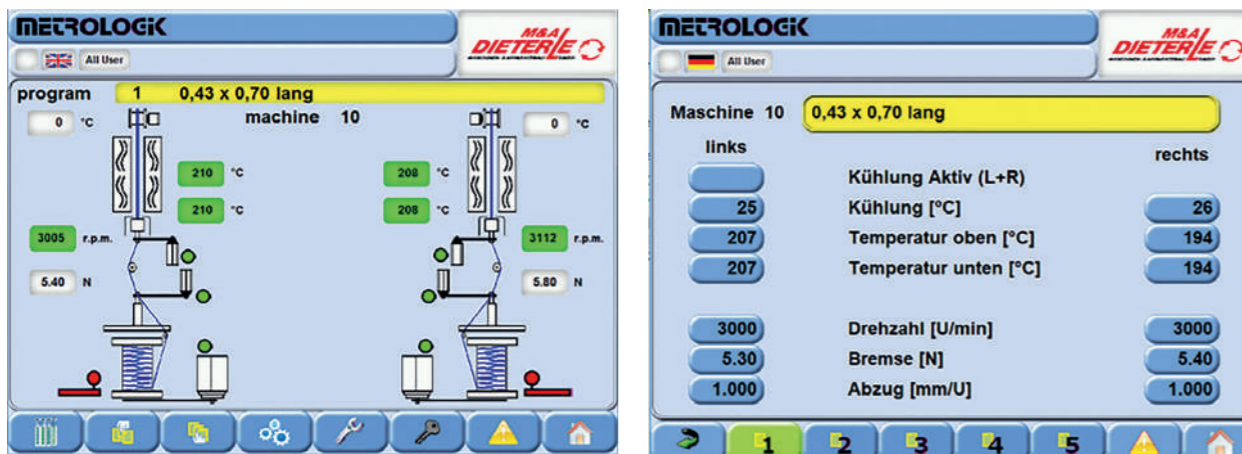 METROLOGiK
M&A
DIETERLE
All User
program 1 0,43 x 0,70 lang
machine 10
0 °C
0 °C
210 °C
208 °C
210 °C
208 °C
3005 r.p.m.
3112 r.p.m.
5.40 N
5.80 N
METROLOGiK
M&A
DIETERLE
All User
Maschine 10 0,43 x 0,70 lang
links
rechts
Kühlung Aktiv (L+R)
25 Kühlung [°C] 26
207 Temperatur oben [°C] 194
207 Temperatur unten [°C] 194
3000 Drehzahl [U/min] 3000
5.30 Bremse [N] 5.40
1.000 Abzug [mm/U] 1.000
1 2 3 4 5